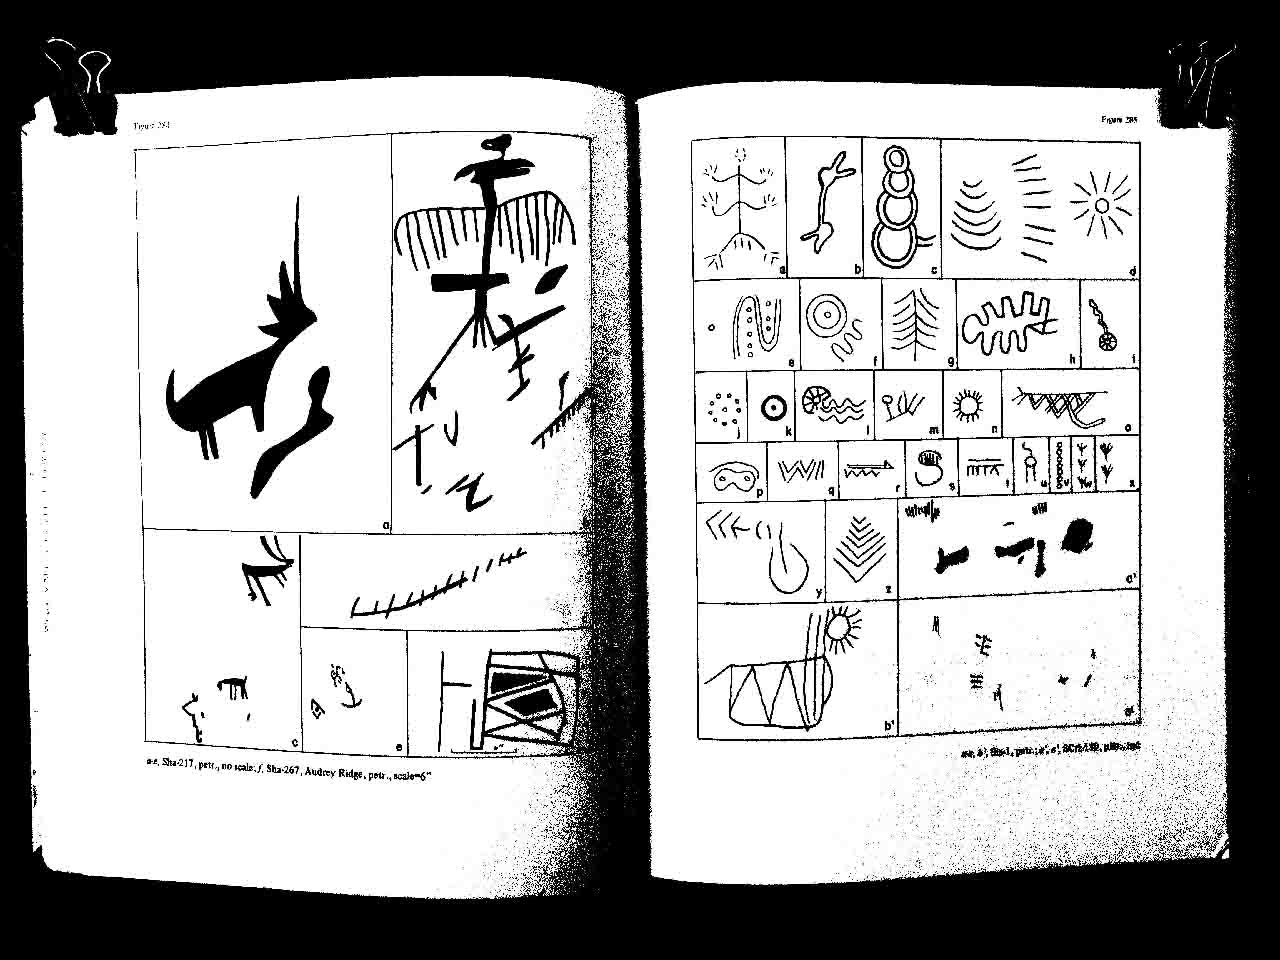 Figure 284
a
c
e
a-e, Sha-217, petr., no scale; f, Sha-267, Audrey Ridge, petr., scale=6"
Figure 285
a
b
c
d
e
f
g
h
i
j
k
l
m
n
o
p
q
r
s
t
u
v
w
x
y
z
a'
b'